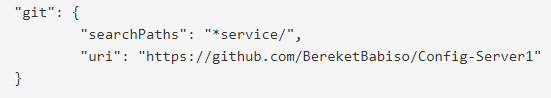 "git": {
"searchPaths": "*service/",
"uri": "https://github.com/BereketBabiso/Config-Server1"
}